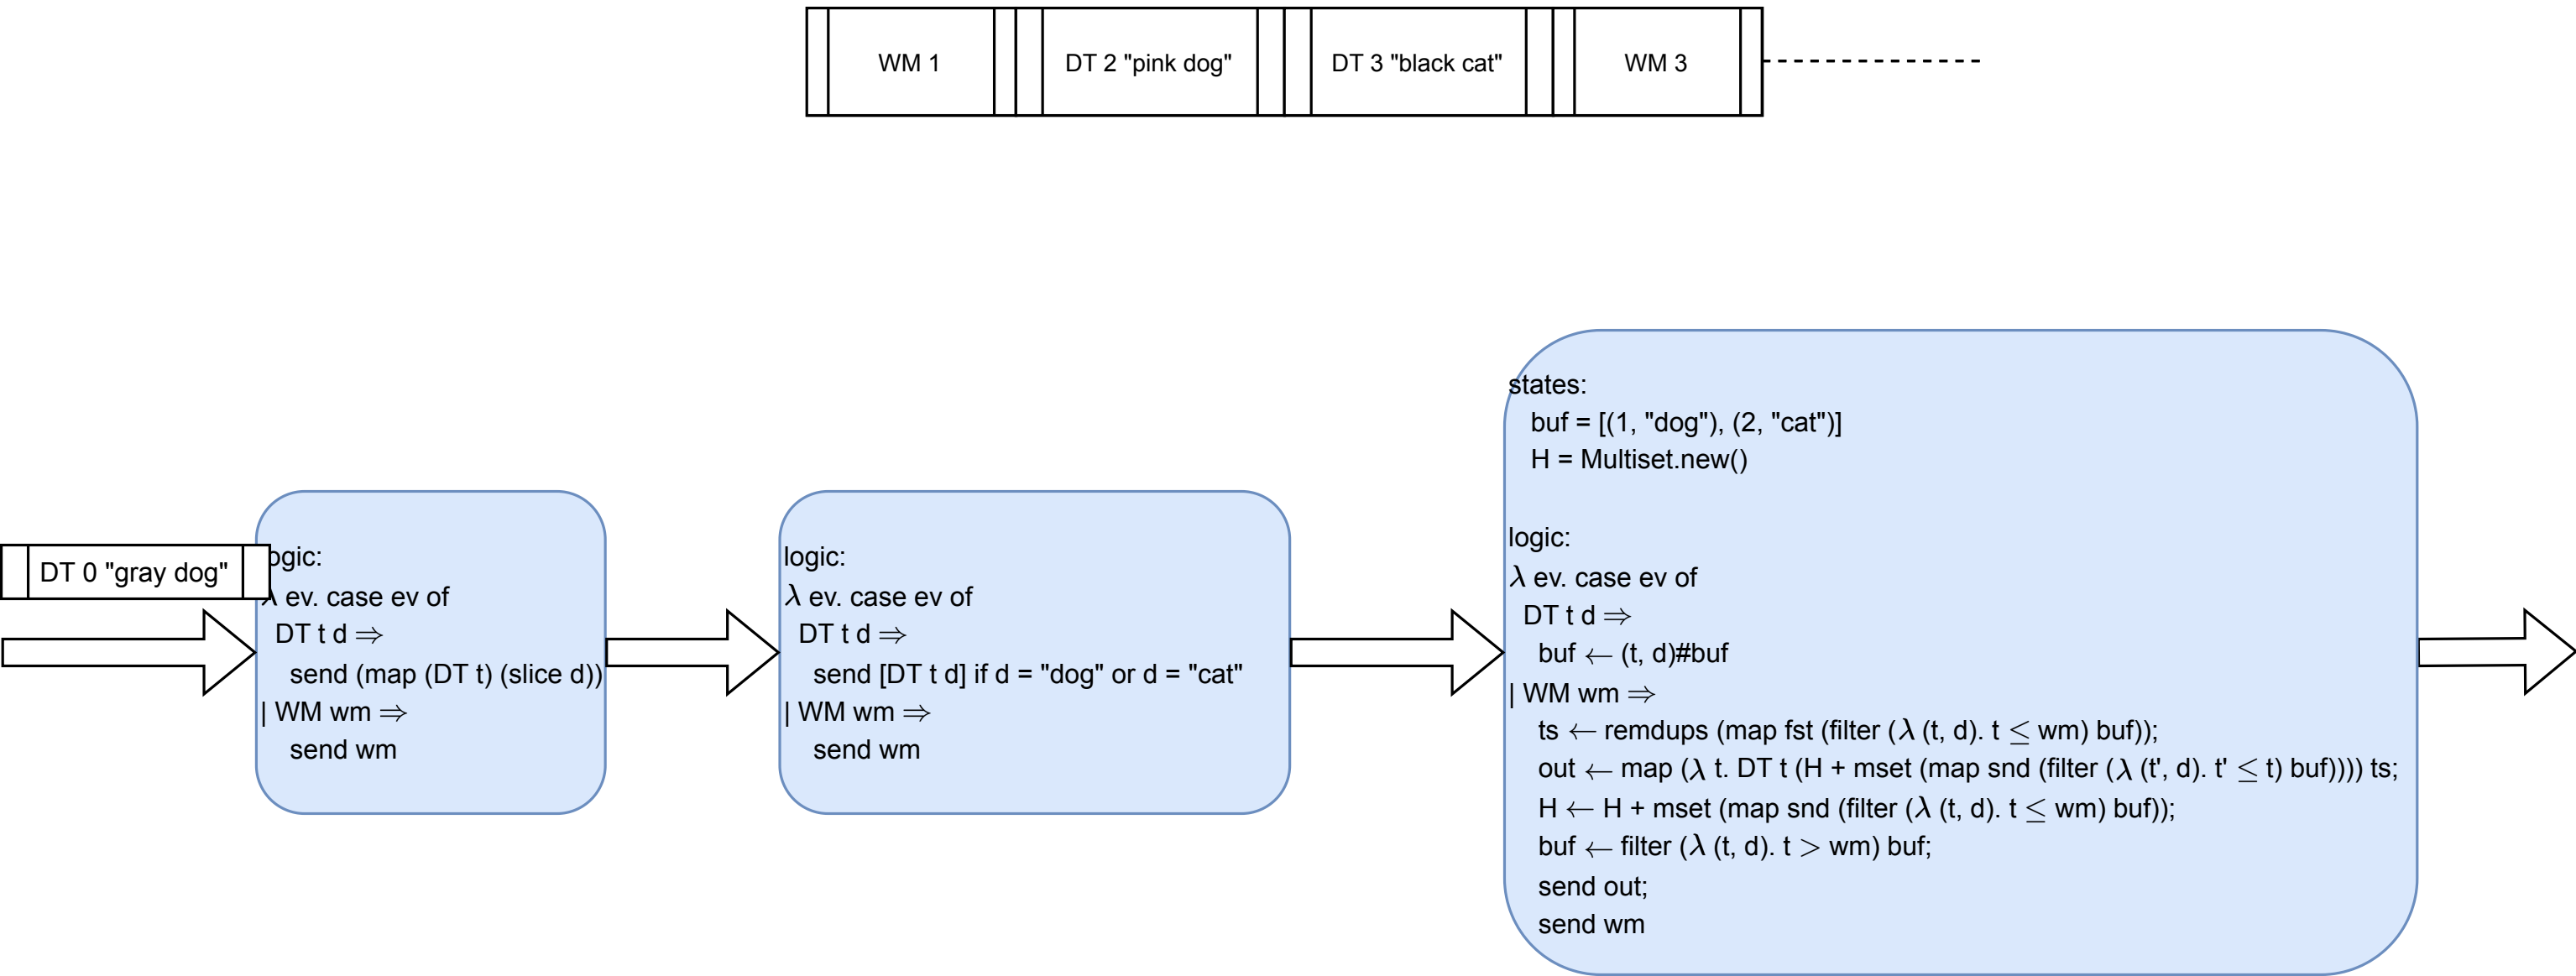 WM 1
DT 2 "pink dog"
DT 3 "black cat"
WM 3
DT 0 "gray dog"
ogic:
λ ev. case ev of
DT t d ⇒
send (map (DT t) (slice d))
| WM wm ⇒
send wm
logic:
λ ev. case ev of
DT t d ⇒
send [DT t d] if d = "dog" or d = "cat"
| WM wm ⇒
send wm
states:
buf = [(1, "dog"), (2, "cat")]
H = Multiset.new()
logic:
λ ev. case ev of
DT t d ⇒
buf ← (t, d)#buf
| WM wm ⇒
ts ← remdups (map fst (filter (λ (t, d). t ≤ wm) buf));
out ← map (λ t. DT t (H + mset (map snd (filter (λ (t', d). t' ≤ t) buf)))) ts;
H ← H + mset (map snd (filter (λ (t, d). t ≤ wm) buf));
buf ← filter (λ (t, d). t > wm) buf;
send out;
send wm